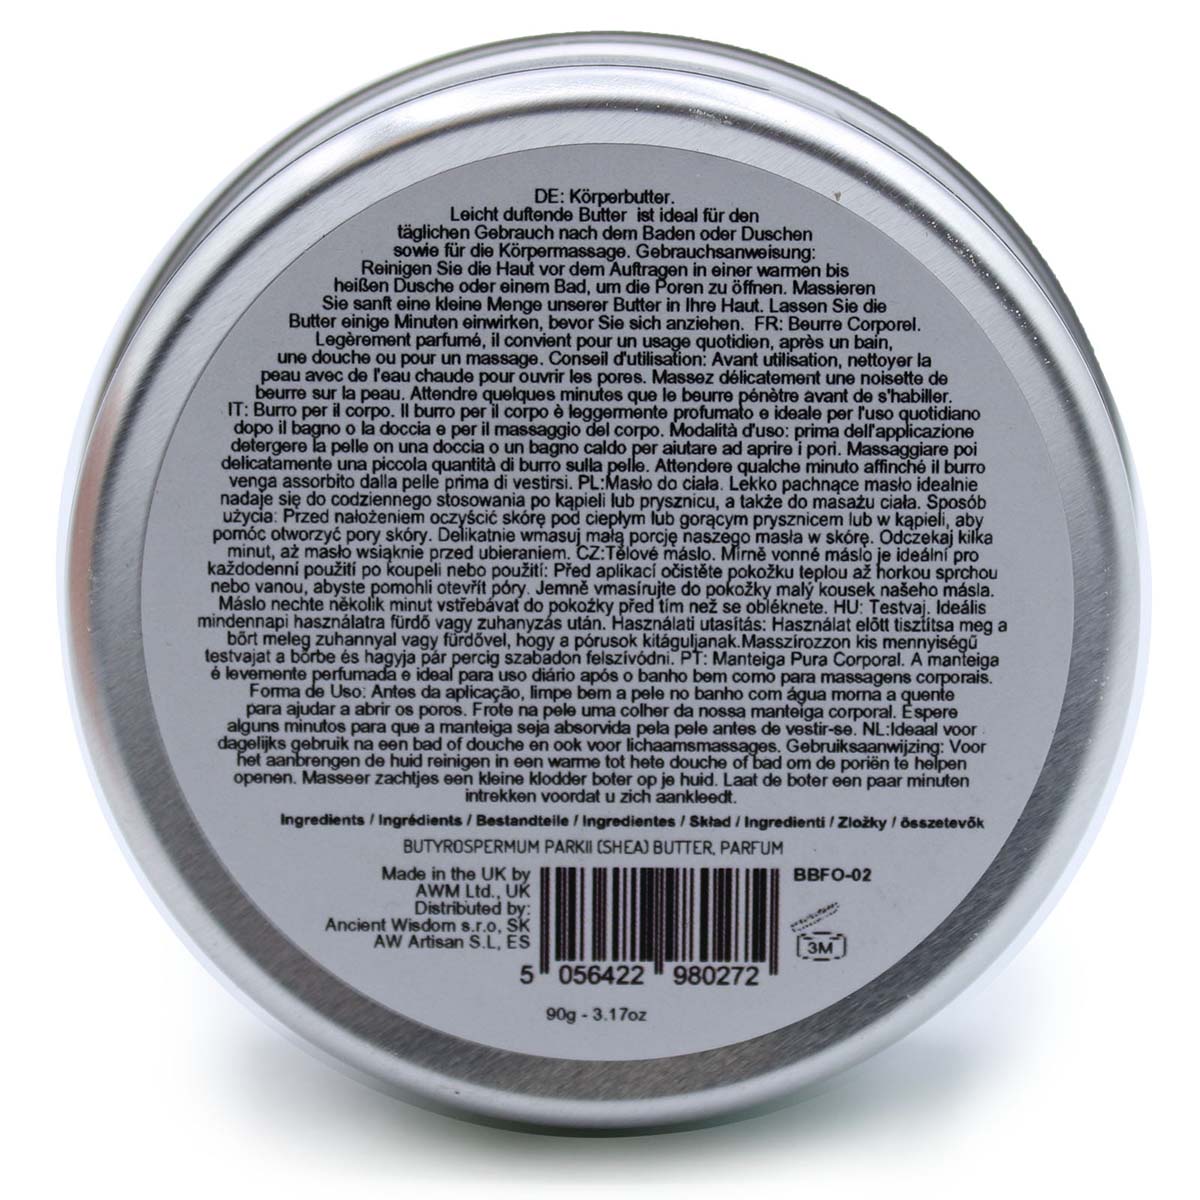 DE: Körperbutter.
Leicht duftende Butter ist ideal für den
täglichen Gebrauch nach dem Baden oder Duschen
sowie für die Körpermassage. Gebrauchsanweisung:
Reinigen Sie die Haut vor dem Auftragen in einer warmen bis
heißen Dusche oder einem Bad, um die Poren zu öffnen. Massieren
Sie sanft eine kleine Menge unserer Butter in Ihre Haut. Lassen Sie die
Butter einige Minuten einwirken, bevor Sie sich anziehen. FR: Beurre Corporel.
Legèrement parfumé, il convient pour un usage quotidien, après un bain,
une douche ou pour un massage. Conseil d'utilisation: Avant utilisation, nettoyer la
peau avec de l'eau chaude pour ouvrir les pores. Massez délicatement une noisette de
beurre sur la peau. Attendre quelques minutes que le beurre pénètre avant de s'habiller.
IT: Burro per il corpo. Il burro per il corpo è leggermente profumato e ideale per l'uso quotidiano
dopo il bagno o la doccia e per il massaggio del corpo. Modalità d'uso: prima dell'applicazione
detergere la pelle on una doccia o un bagno caldo per aiutare ad aprire i pori. Massaggiare poi
delicatamente una piccola quantità di burro sulla pelle. Attendere qualche minuto affinché il burro
venga assorbito dalla pelle prima di vestirsi. PL:Masło do ciała. Lekko pachnące masło idealnie
nadaje się do codziennego stosowania po kąpieli lub prysznicu, a także do masażu ciała. Sposób
użycia: Przed nałożeniem oczyścić skórę pod ciepłym lub gorącym prysznicem lub w kąpieli, aby
pomóc otworzyć pory skóry. Delikatnie wmasuj małą porcję naszego masła w skórę. Odczekaj kilka
minut, aż masło wsiąknie przed ubieraniem. CZ:Tělové máslo. Mírně vonné máslo je ideální pro
každodenní použití po koupeli nebo použití: Před aplikací očistěte pokožku teplou až horkou sprchou
nebo vanou, abyste pomohli otevřít póry. Jemně vmasírujte do pokožky malý kousek našeho másla.
Máslo nechte několik minut vstřebávat do pokožky před tím než se obléknete. HU: Testvaj. Ideális
mindennapi használatra fürdő vagy zuhanyzás után. Használati utasítás: Használat előtt tisztítsa meg a
bőrt meleg zuhannyal vagy fürdővel, hogy a pórusok kitáguljanak.Masszírozzon kis mennyiségű
testvajat a bőrbe és hagyja pár percig szabadon felszívódni. PT: Manteiga Pura Corporal. A manteiga
é levemente perfumada e ideal para uso diário após o banho bem como para massagens corporais.
Forma de Uso: Antes da aplicação, limpe bem a pele no banho com água morna a quente
para ajudar a abrir os poros. Frote na pele uma colher da nossa manteiga corporal. Espere
alguns minutos para que a manteiga seja absorvida pela pele antes de vestir-se. NL:Ideaal voor
dagelijks gebruik na een bad of douche en ook voor lichaamsmassages. Gebruiksaanwijzing: Voor
het aanbrengen de huid reinigen in een warme tot hete douche of bad om de poriën te helpen
openen. Masseer zachtjes een kleine klodder boter op je huid. Laat de boter een paar minuten
intrekken voordat u zich aankleedt.
Ingredients / Ingrédients / Bestandteile / Ingredientes / Skład / Ingredienti / Zložky / összetevők
BUTYROSPERMUM PARKII (SHEA) BUTTER, PARFUM
Made in the UK by
AWM Ltd., UK
Distributed by:
Ancient Wisdom s.r.o, SK
AW Artisan S.L, ES
BBFO-02
3M
5 056422 980272
90g - 3.17oz